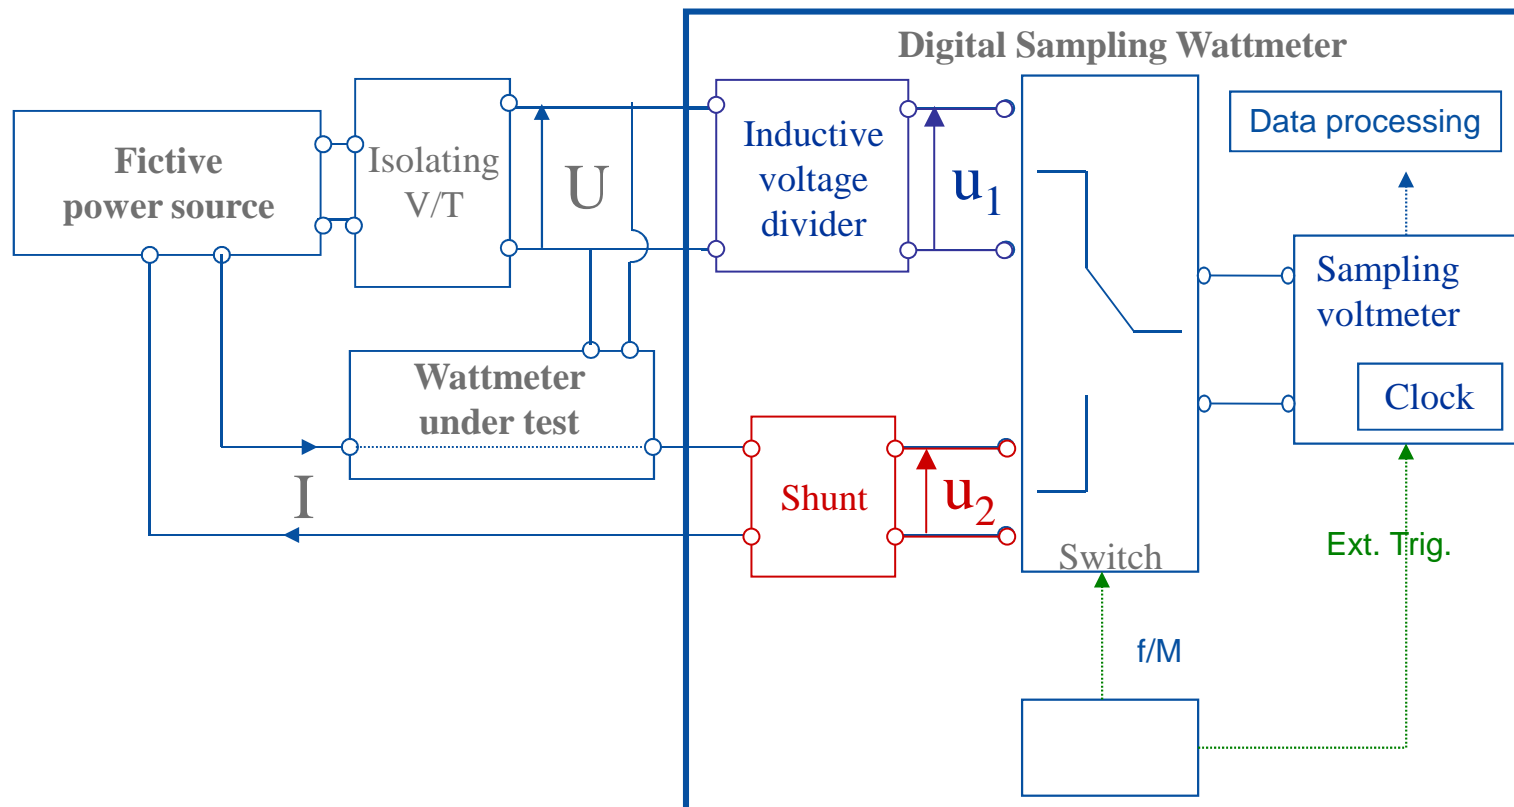 Digital Sampling Wattmeter
Fictive
power source
Isolating
V/T
U
Inductive
voltage
divider
u1
Data processing
Sampling
voltmeter
Clock
Wattmeter
under test
I
Shunt
u2
Switch
Ext. Trig.
f/M